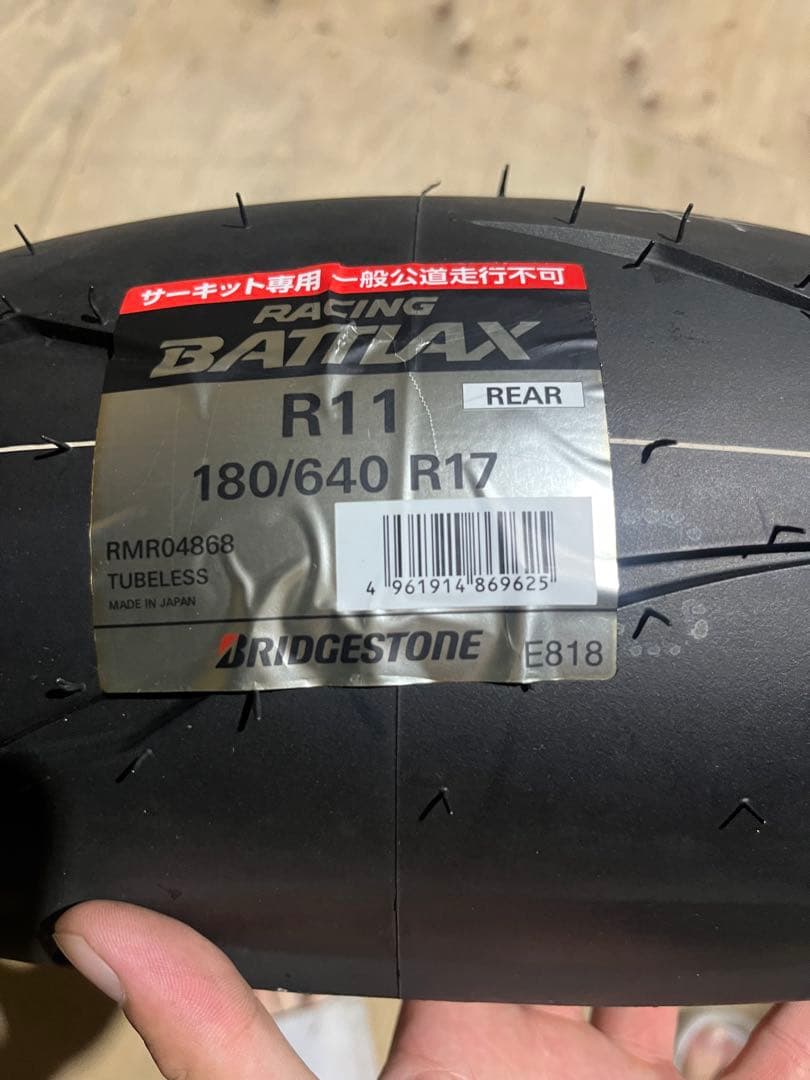 サーキット専用 一般公道走行不可
RACING
BATTLAX
R11 REAR
180/640 R17
RMR04868
TUBELESS
MADE IN JAPAN
4 961914 869625
BRIDGESTONE E818